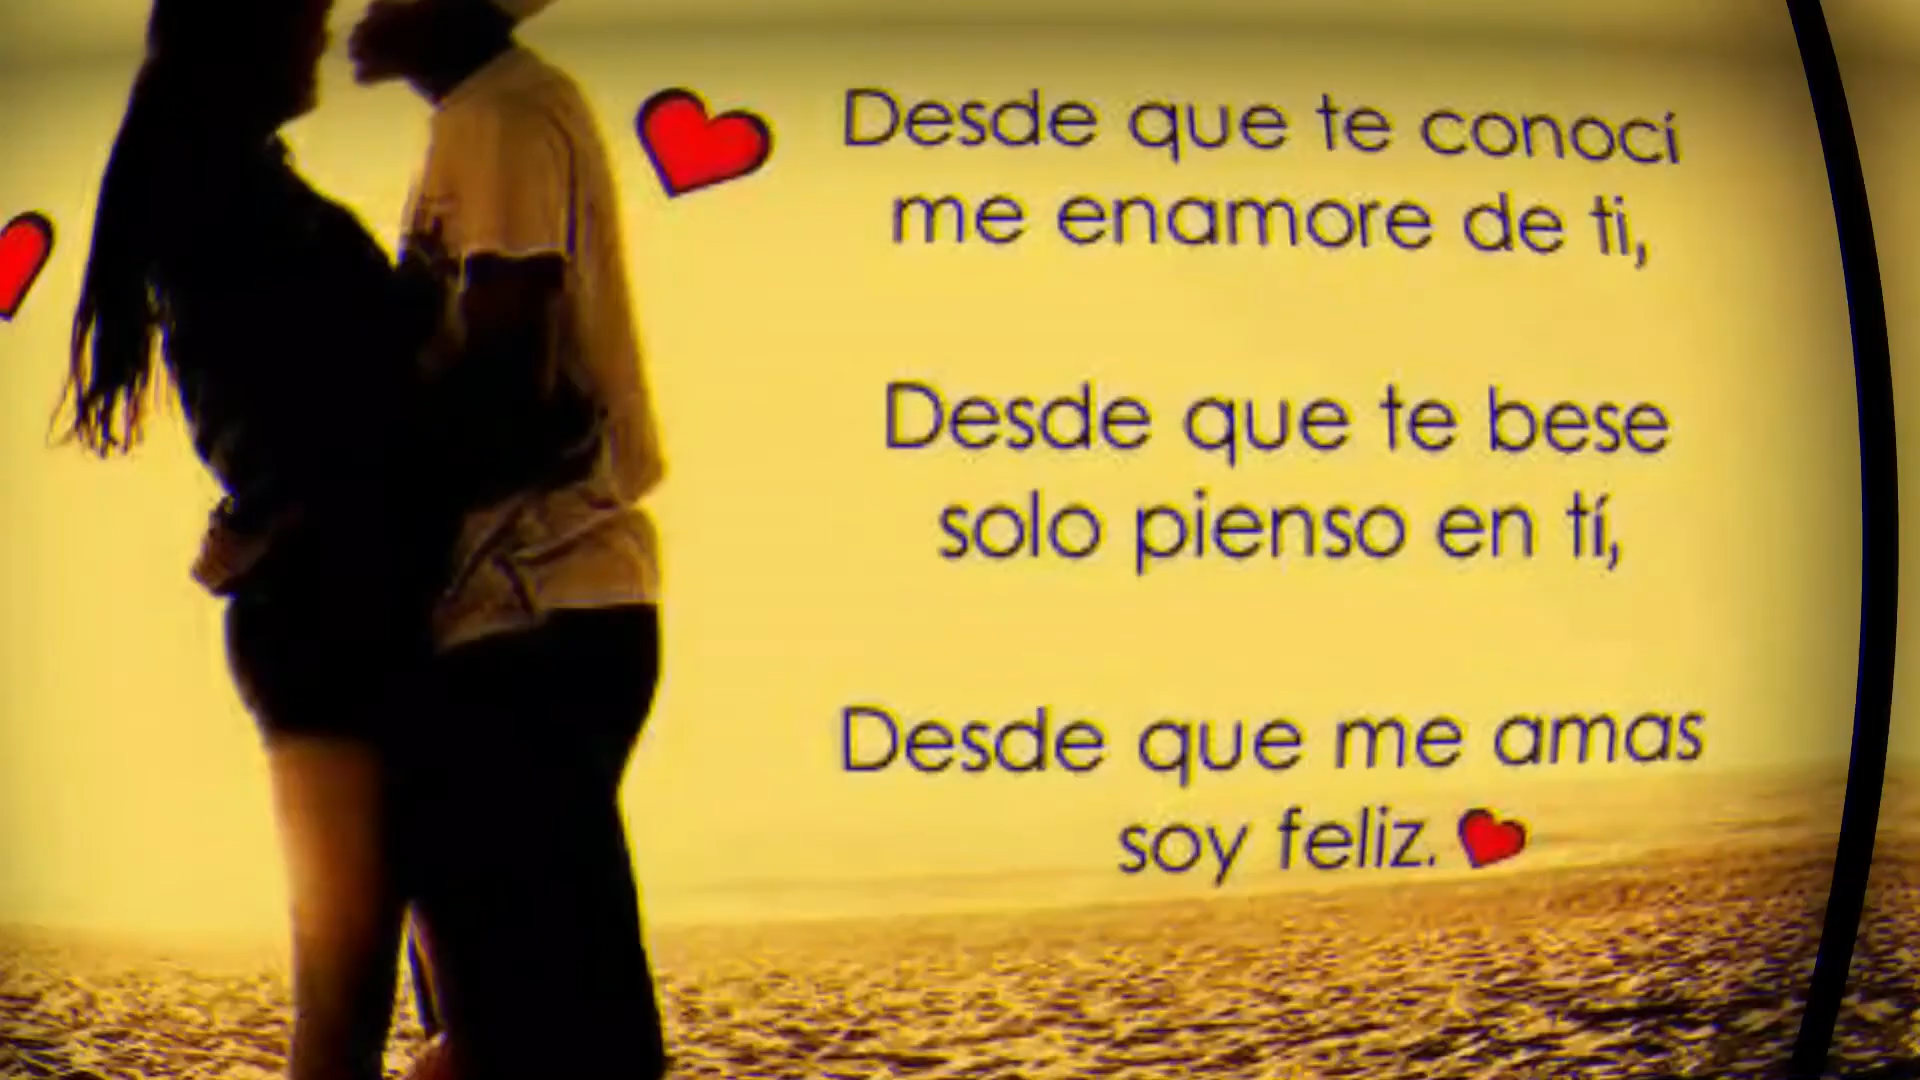 Desde que te conocí
me enamore de ti,
Desde que te bese
solo pienso en tí,
Desde que me amas
soy feliz.